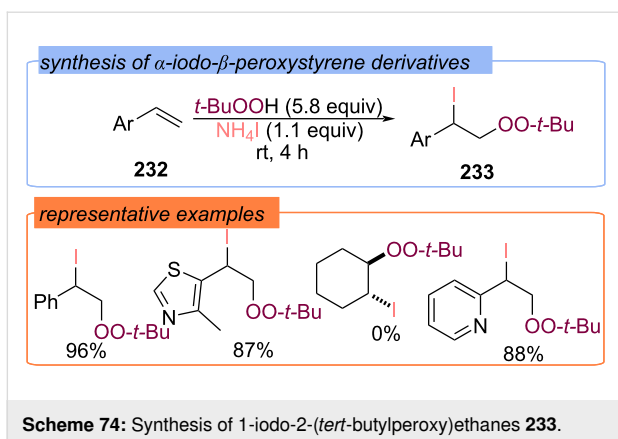 synthesis of α-iodo-β-peroxystyrene derivatives
t-BuOOH (5.8 equiv)
NH4I (1.1 equiv)
rt, 4 h
Ar
232
I
Ar
OO-t-Bu
233
representative examples
I
Ph
OO-t-Bu
96%
I
S
N
OO-t-Bu
87%
OO-t-Bu
I
0%
I
N
OO-t-Bu
88%
Scheme 74: Synthesis of 1-iodo-2-(tert-butylperoxy)ethanes 233.